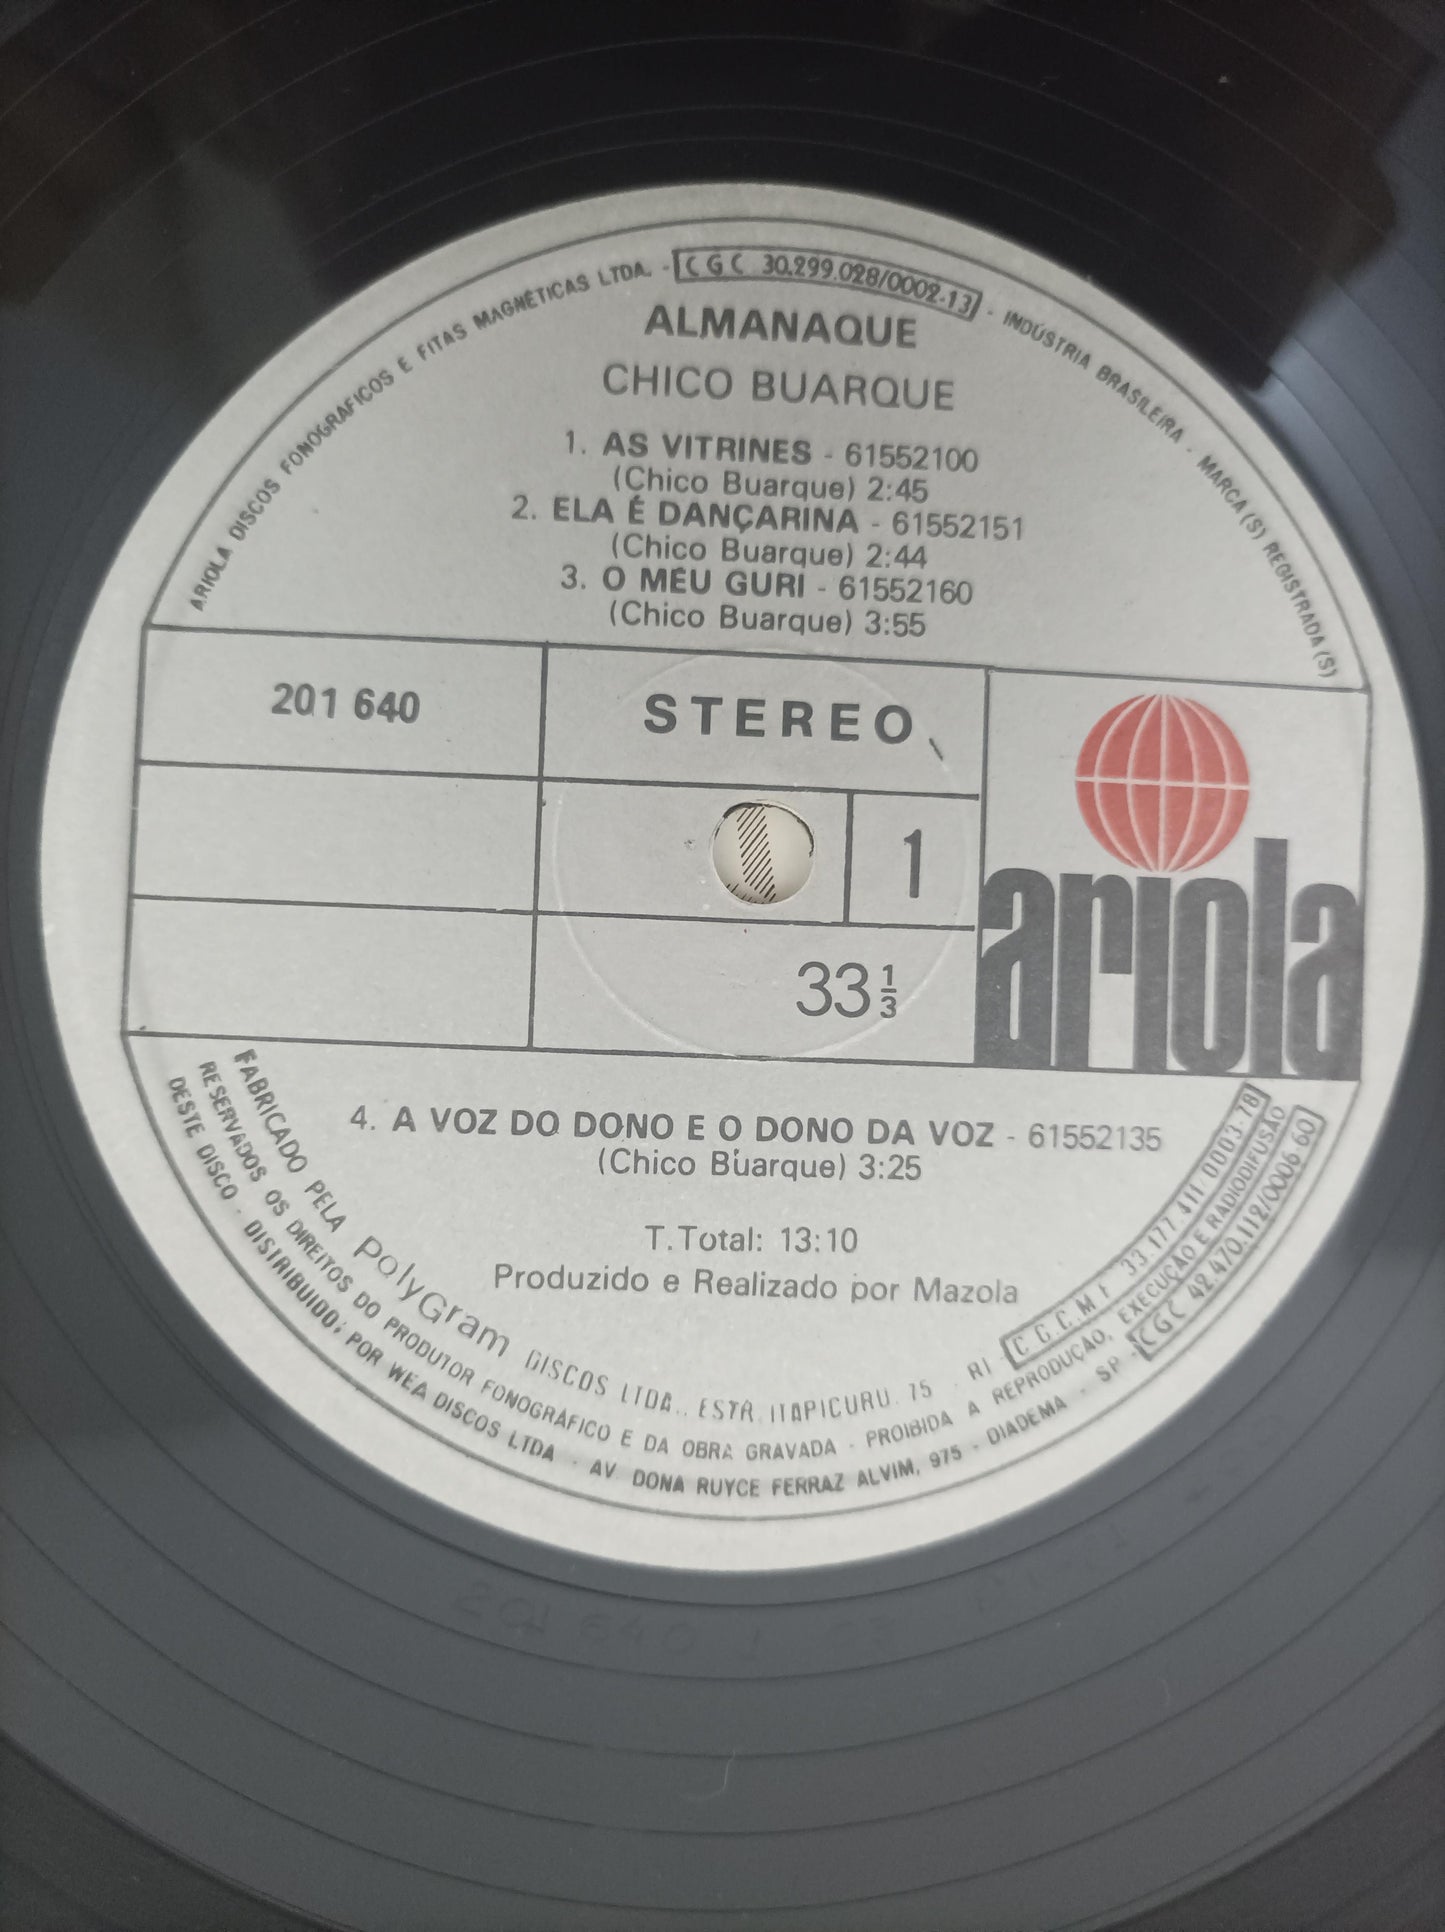 ARIOLA DISCOS FONOGRAFICOS E FITAS MAGNÉTICAS LTDA. - CGC 30.299.028/0002-13 - INDÚSTRIA BRASILEIRA - MARCA (S) REGISTRADA (S)
ALMANAQUE
CHICO BUARQUE
1. AS VITRINES - 61552100
(Chico Buarque) 2:45
2. ELA É DANÇARINA - 61552151
(Chico Buarque) 2:44
3. O MEU GURI - 61552160
(Chico Buarque) 3:55
201 640
STEREO
1
33 1/3
ariola
4. A VOZ DO DONO E O DONO DA VOZ - 61552135
(Chico Buarque) 3:25
T.Total: 13:10
Produzido e Realizado por Mazola
FABRICADO PELA PolyGram DISCOS LTDA., ESTR. ITAPICURU, 75 - RJ - C.G.C.M.F. 33.177.411/0003-78
RESERVADOS OS DIREITOS DO PRODUTOR FONOGRÁFICO E DA OBRA GRAVADA - PROIBIDA A REPRODUÇÃO, EXECUÇÃO E RADIODIFUSÃO
DESTE DISCO - DISTRIBUIDO; POR WEA DISCOS LTDA - AV. DONA RUYCE FERRAZ ALVIM, 975 - DIADEMA - SP - CGC 42.470.112/0006 60
201 640 1